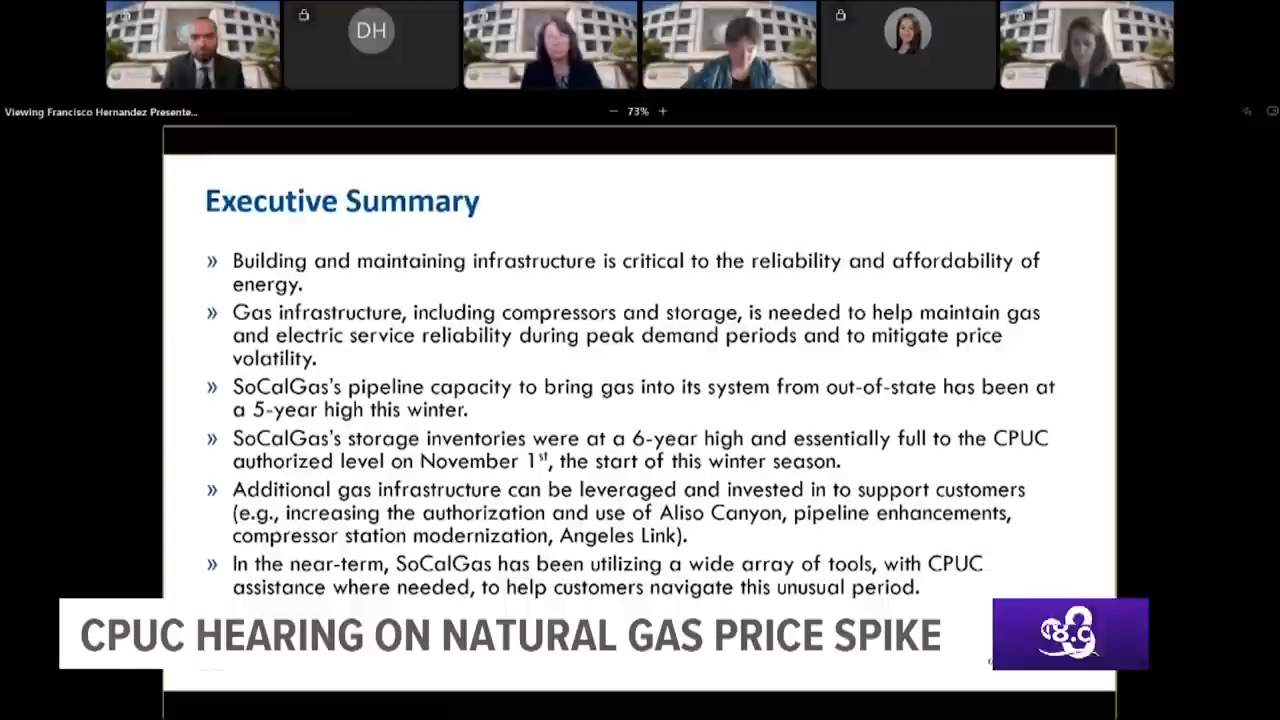 DH
Viewing Francisco Hernandez Presente...
— 73% +
Executive Summary
» Building and maintaining infrastructure is critical to the reliability and affordability of
energy.
» Gas infrastructure, including compressors and storage, is needed to help maintain gas
and electric service reliability during peak demand periods and to mitigate price
volatility.
» SoCalGas's pipeline capacity to bring gas into its system from out-of-state has been at
a 5-year high this winter.
» SoCalGas's storage inventories were at a 6-year high and essentially full to the CPUC
authorized level on November 1st, the start of this winter season.
» Additional gas infrastructure can be leveraged and invested in to support customers
(e.g., increasing the authorization and use of Aliso Canyon, pipeline enhancements,
compressor station modernization, Angeles Link).
» In the near-term, SoCalGas has been utilizing a wide array of tools, with CPUC
assistance where needed, to help customers navigate this unusual period.
CPUC HEARING ON NATURAL GAS PRICE SPIKE